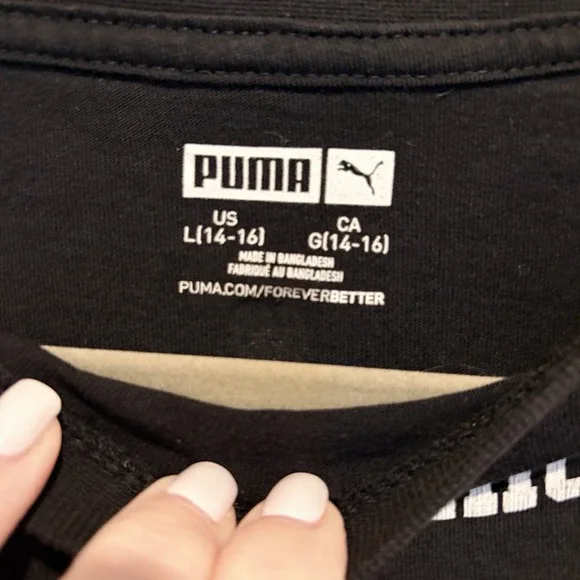 PUMA
US CA
L(14-16) G(14-16)
MADE IN BANGLADESH
FABRIQUÉ AU BANGLADESH
PUMA.COM/FOREVERBETTER